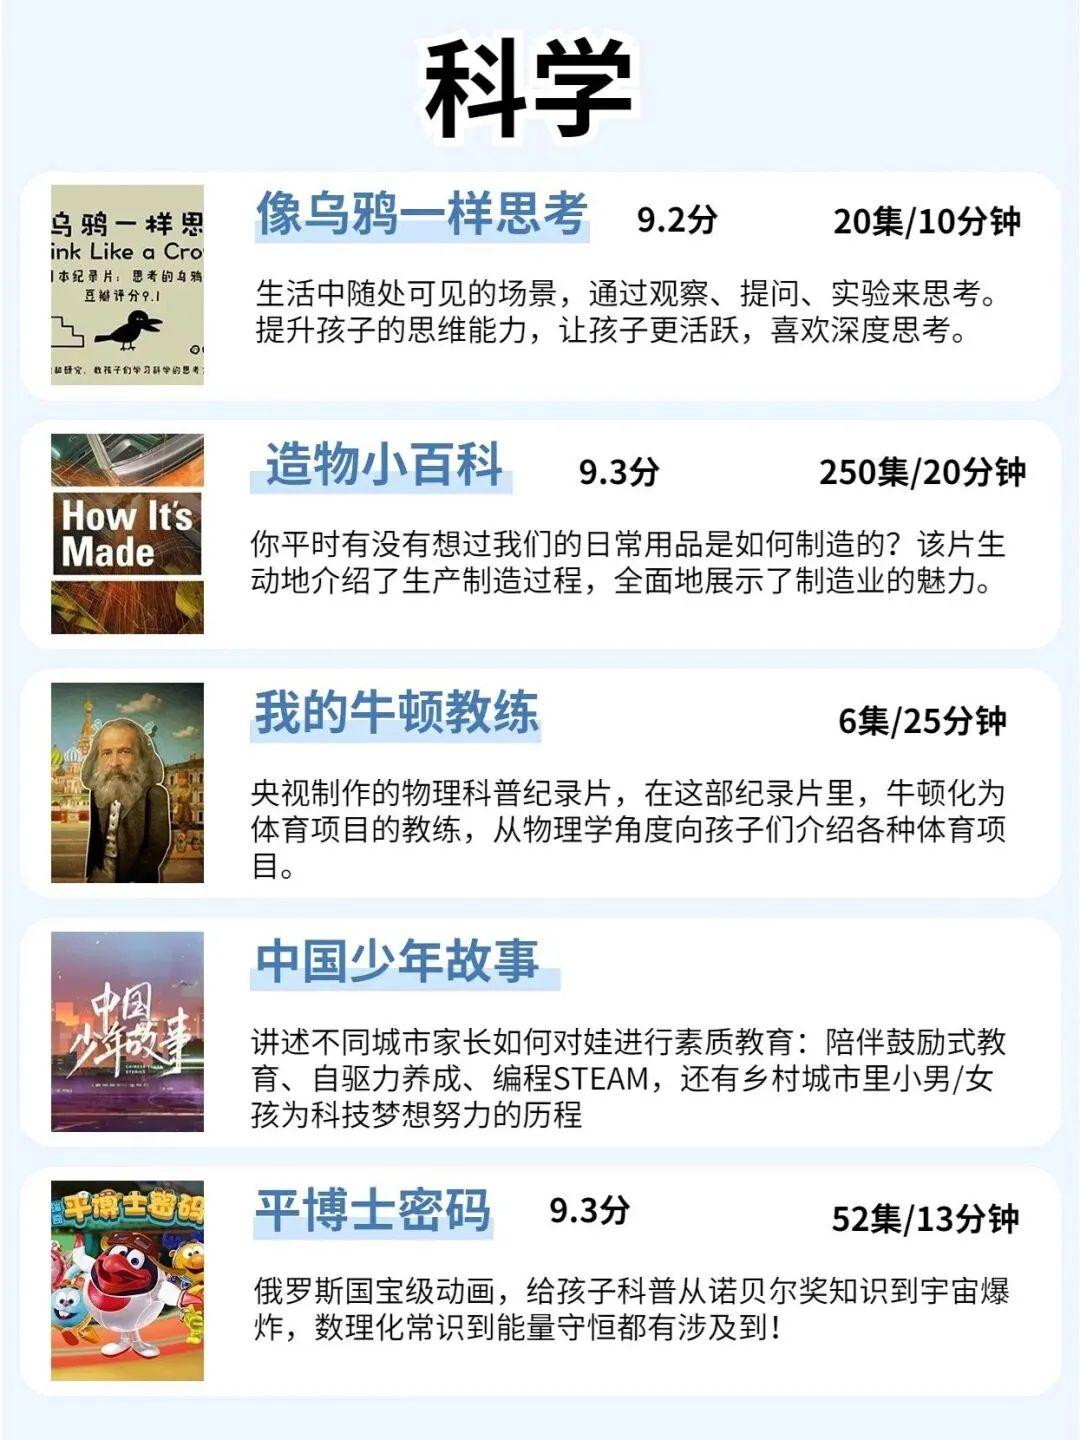 科学
乌鸦一样思
ink Like a Cro
本纪录片：思考的乌鸦
豆瓣评分9.1
和研究，教孩子们学习科学的思考
像乌鸦一样思考
9.2分
20集/10分钟
生活中随处可见的场景，通过观察、提问、实验来思考。
提升孩子的思维能力，让孩子更活跃，喜欢深度思考。
How It's
Made
造物小百科
9.3分
250集/20分钟
你平时有没有想过我们的日常用品是如何制造的？该片生
动地介绍了生产制造过程，全面地展示了制造业的魅力。
我的牛顿教练
6集/25分钟
央视制作的物理科普纪录片，在这部纪录片里，牛顿化为
体育项目的教练，从物理学角度向孩子们介绍各种体育项
目。
中国
少年故事
中国少年故事
讲述不同城市家长如何对娃进行素质教育：陪伴鼓励式教
育、自驱力养成、编程STEAM，还有乡村城市里小男/女
孩为科技梦想努力的历程
平博士密码
平博士密码
9.3分
52集/13分钟
俄罗斯国宝级动画，给孩子科普从诺贝尔奖知识到宇宙爆
炸，数理化常识到能量守恒都有涉及到！